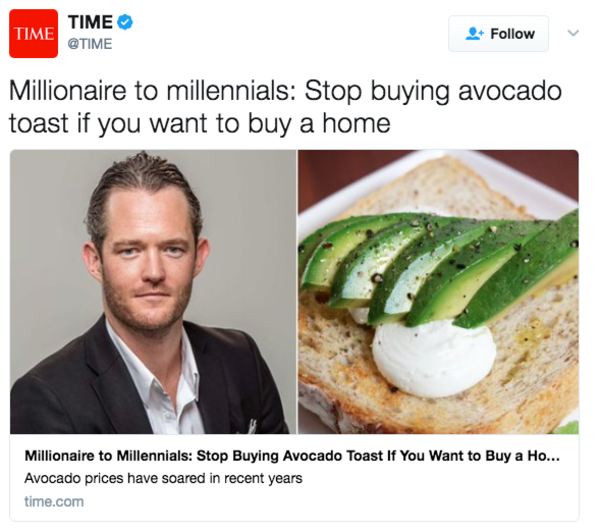 TIME
TIME
@TIME
Follow
Millionaire to millennials: Stop buying avocado
toast if you want to buy a home
Millionaire to Millennials: Stop Buying Avocado Toast If You Want to Buy a Ho...
Avocado prices have soared in recent years
time.com